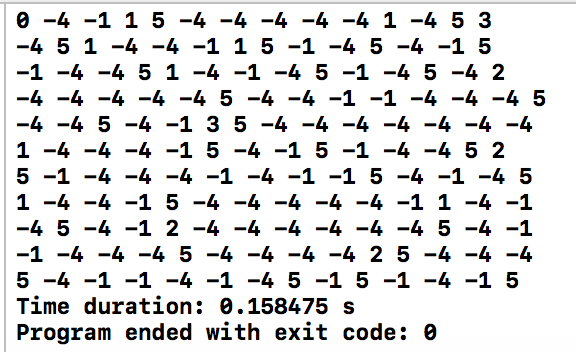 0 -4 -1 1 5 -4 -4 -4 -4 -4 1 -4 5 3
-4 5 1 -4 -4 -1 1 5 -1 -4 5 -4 -1 5
-1 -4 -4 5 1 -4 -1 -4 5 -1 -4 5 -4 2
-4 -4 -4 -4 -4 5 -4 -4 -1 -1 -4 -4 -4 5
-4 -4 5 -4 -1 3 5 -4 -4 -4 -4 -4 -4 -4
1 -4 -4 -4 -1 5 -4 -1 5 -1 -4 -4 5 2
5 -1 -4 -4 -4 -1 -4 -1 -1 5 -4 -1 -4 5
1 -4 -4 -1 5 -4 -4 -4 -4 -4 -1 1 -4 -1
-4 5 -4 -1 2 -4 -4 -4 -4 -4 -4 5 -4 -1
-1 -4 -4 -4 5 -4 -4 -4 -4 2 5 -4 -4 -4
5 -4 -1 -1 -4 -1 -4 5 -1 5 -1 -4 -1 5
Time duration: 0.158475 s
Program ended with exit code: 0